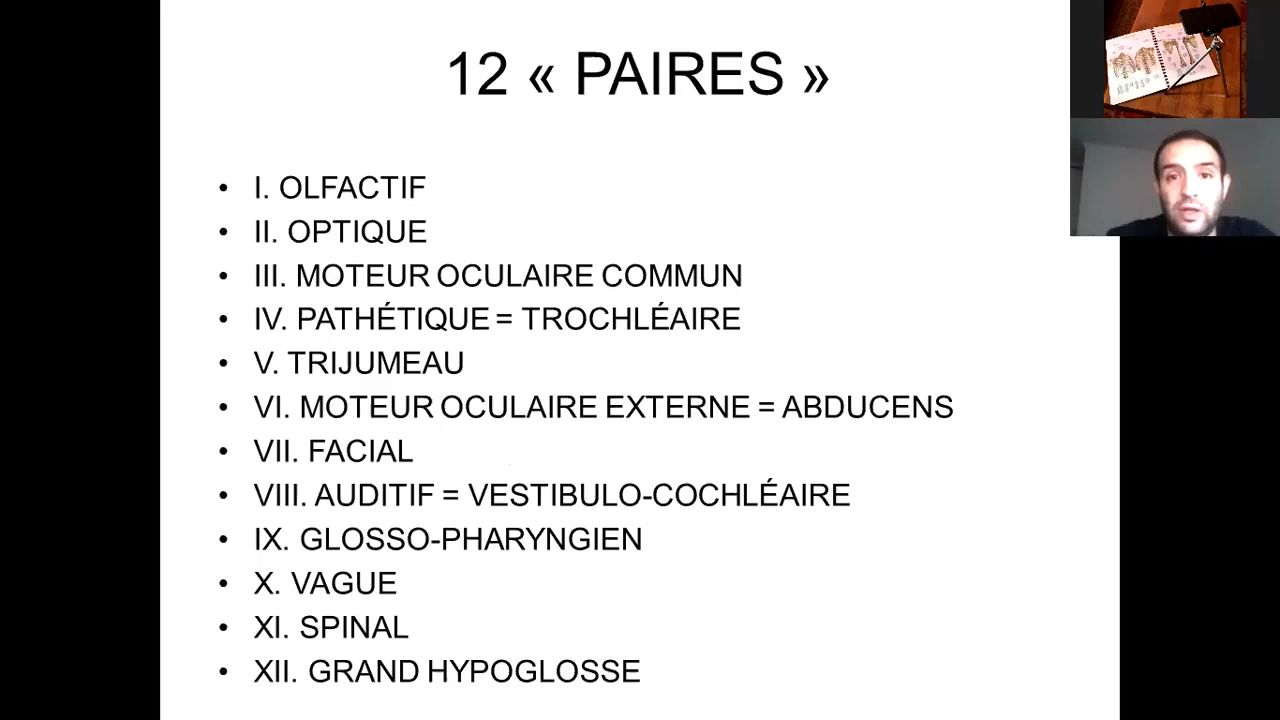 12 « PAIRES »
• I. OLFACTIF
• II. OPTIQUE
• III. MOTEUR OCULAIRE COMMUN
• IV. PATHÉTIQUE = TROCHLÉAIRE
• V. TRIJUMEAU
• VI. MOTEUR OCULAIRE EXTERNE = ABDUCENS
• VII. FACIAL
• VIII. AUDITIF = VESTIBULO-COCHLÉAIRE
• IX. GLOSSO-PHARYNGIEN
• X. VAGUE
• XI. SPINAL
• XII. GRAND HYPOGLOSSE